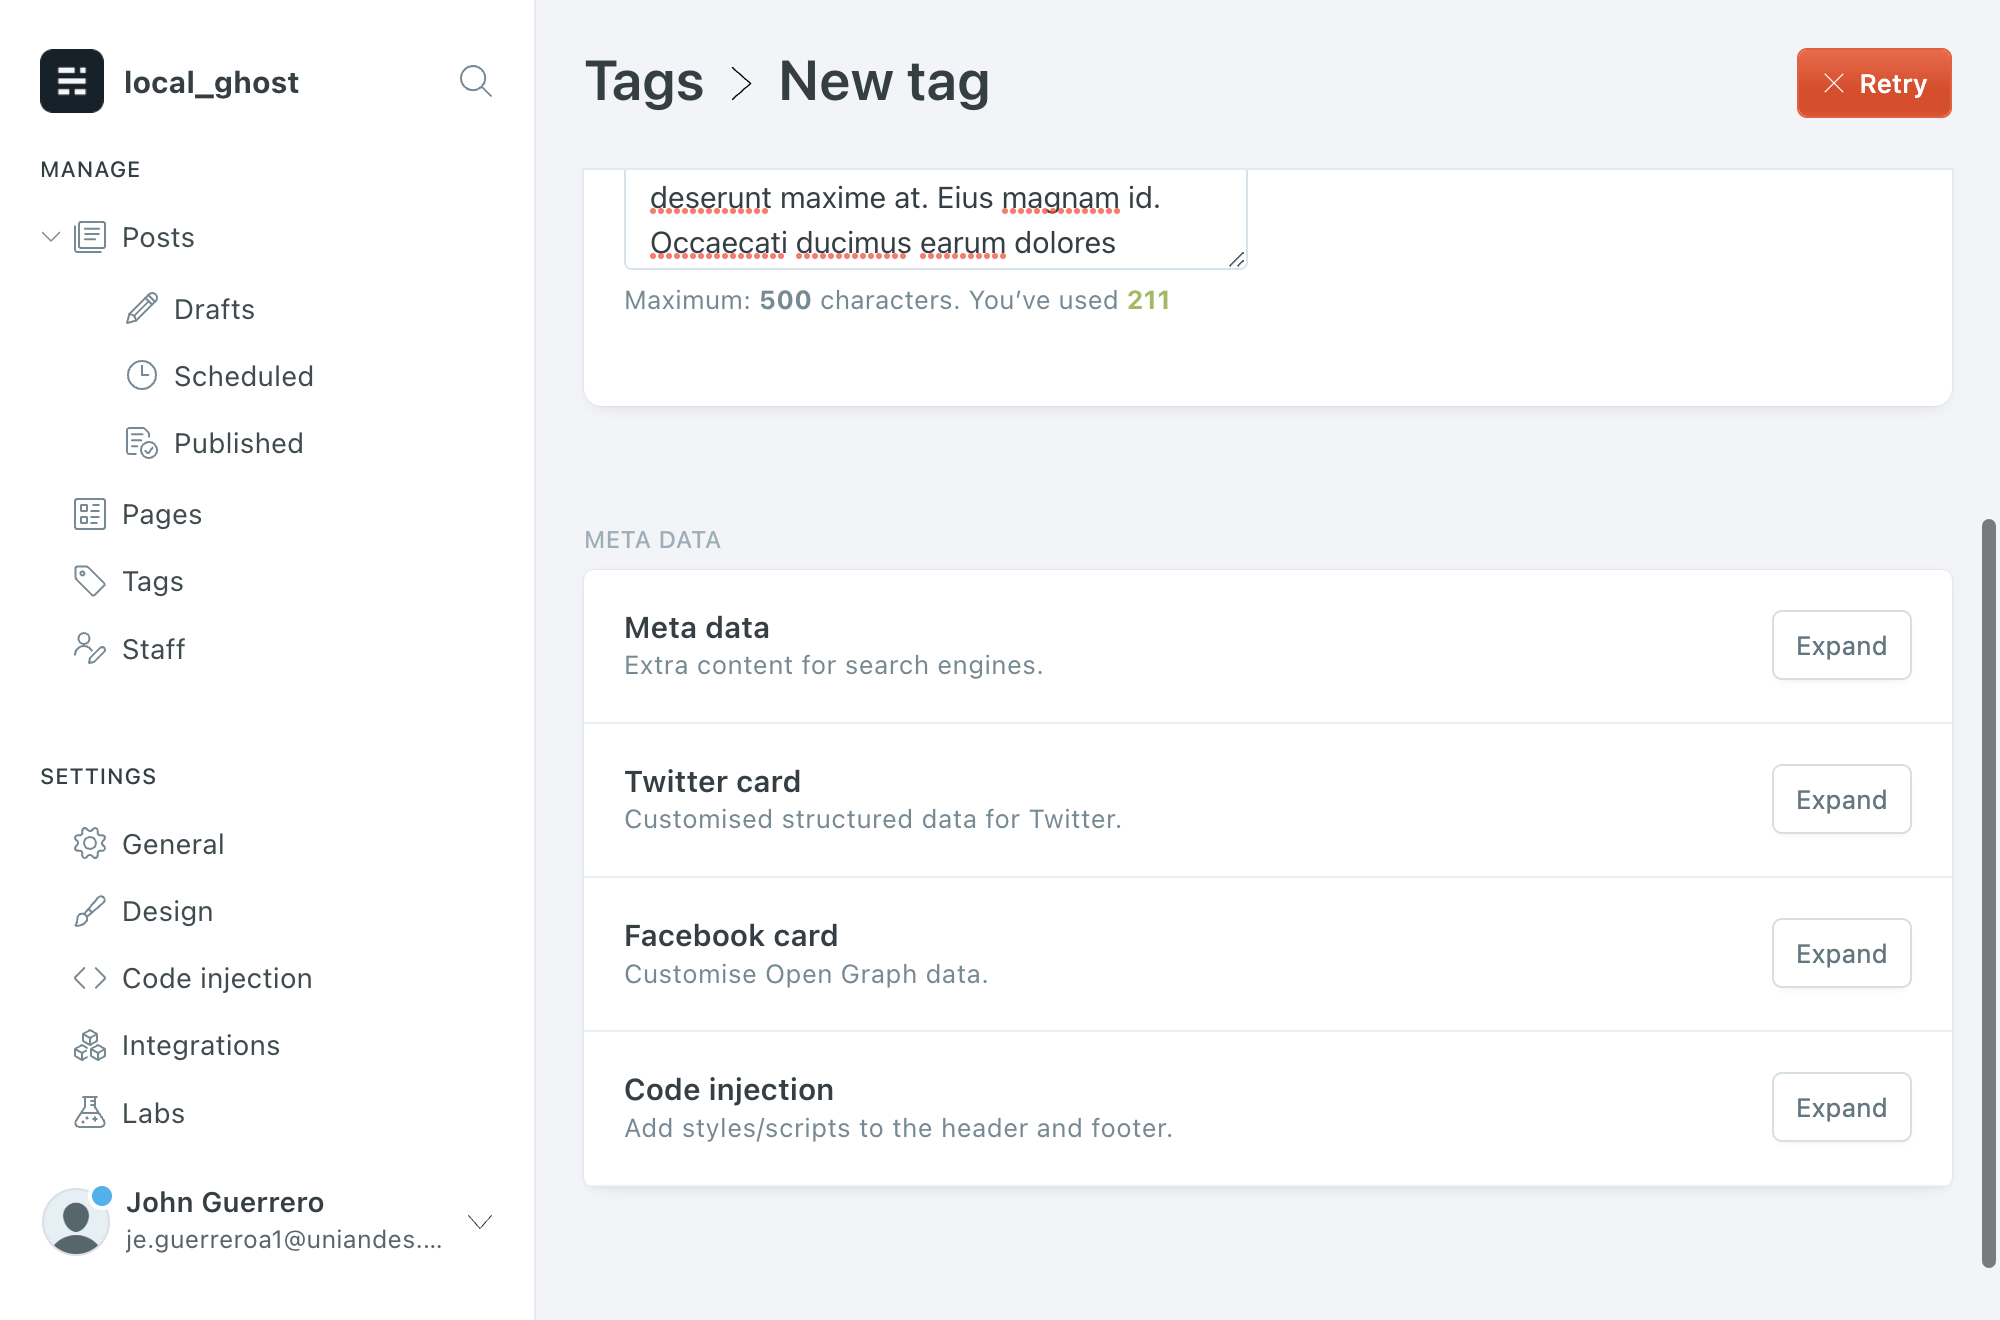 local_ghost
MANAGE
Posts
Drafts
Scheduled
Published
Pages
Tags
Staff
SETTINGS
General
Design
Code injection
Integrations
Labs
John Guerrero
je.guerreroa1@uniandes....
Tags > New tag
Retry
deserunt maxime at. Eius magnam id.
Occaecati ducimus earum dolores
Maximum: 500 characters. You’ve used 211
META DATA
Meta data
Extra content for search engines.
Expand
Twitter card
Customised structured data for Twitter.
Expand
Facebook card
Customise Open Graph data.
Expand
Code injection
Add styles/scripts to the header and footer.
Expand